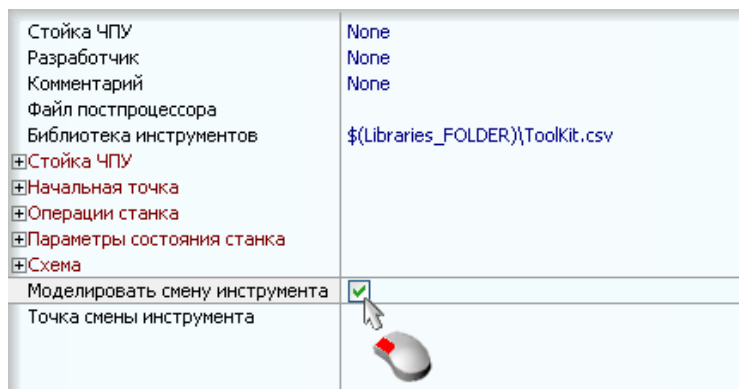 Стойка ЧПУ None
Разработчик None
Комментарий None
Файл постпроцессора
Библиотека инструментов $(Libraries_FOLDER)\ToolKit.csv
Стойка ЧПУ
Начальная точка
Операции станка
Параметры состояния станка
Схема
Моделировать смену инструмента
Точка смены инструмента